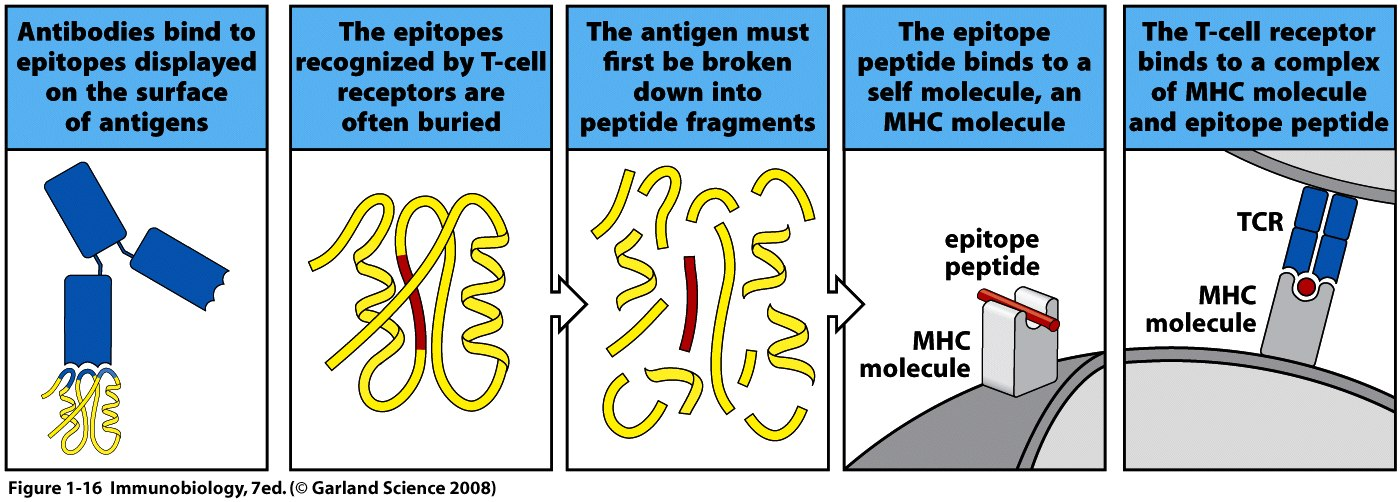 Antibodies bind to
epitopes displayed
on the surface
of antigens
The epitopes
recognized by T-cell
receptors are
often buried
The antigen must
first be broken
down into
peptide fragments
The epitope
peptide binds to a
self molecule, an
MHC molecule
The T-cell receptor
binds to a complex
of MHC molecule
and epitope peptide
epitope
peptide
MHC
molecule
TCR
MHC
molecule
Figure 1-16 Immunobiology, 7ed. (© Garland Science 2008)